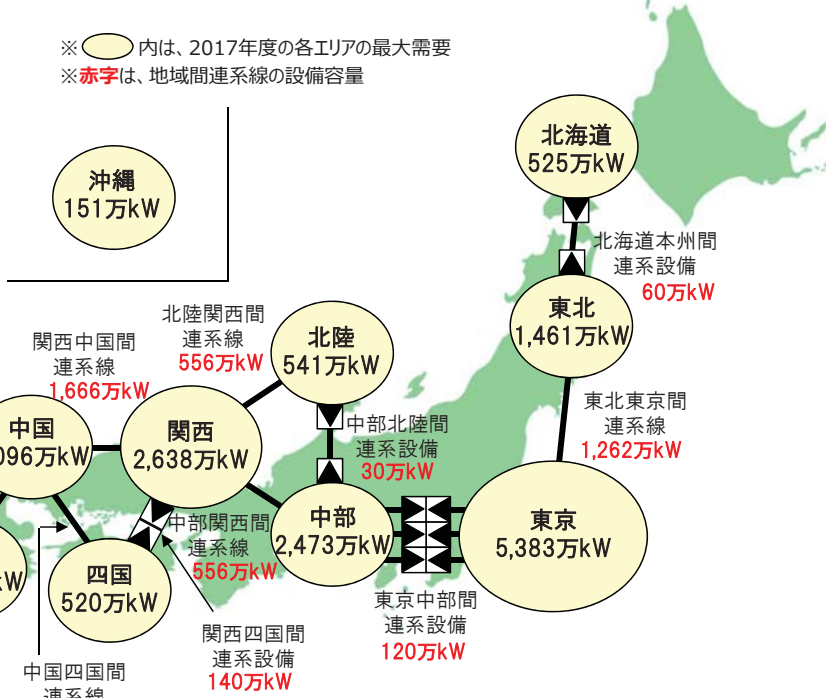 ※ 内は、2017年度の各エリアの最大需要
※赤字は、地域間連系線の設備容量
沖縄
151万kW
北海道
525万kW
北海道本州間
連系設備
60万kW
東北
1,461万kW
北陸関西間
連系線
556万kW
北陸
541万kW
関西中国間
連系線
1,666万kW
東北東京間
連系線
1,262万kW
中国
096万kW
関西
2,638万kW
中部北陸間
連系設備
30万kW
中部
2,473万kW
東京
5,383万kW
中部関西間
連系線
556万kW
kW
四国
520万kW
東京中部間
連系設備
120万kW
関西四国間
連系設備
140万kW
中国四国間
連系線